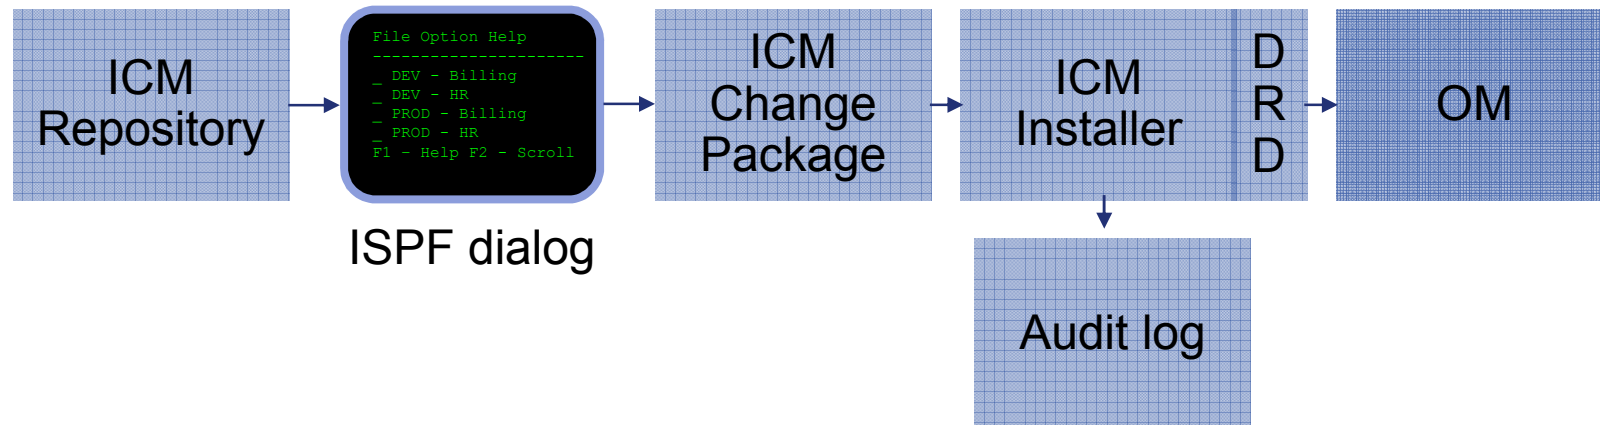 ICM
Repository
File Option Help
----------------------
_ DEV - Billing
_ DEV - HR
_ PROD - Billing
_ PROD - HR
F1 - Help F2 - Scroll
ISPF dialog
ICM
Change
Package
ICM
Installer
D
R
D
OM
Audit log